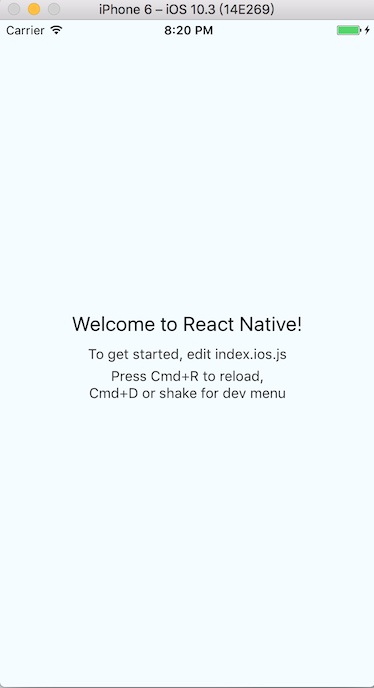 iPhone 6 – iOS 10.3 (14E269)
Carrier 8:20 PM
Welcome to React Native!
To get started, edit index.ios.js
Press Cmd+R to reload,
Cmd+D or shake for dev menu